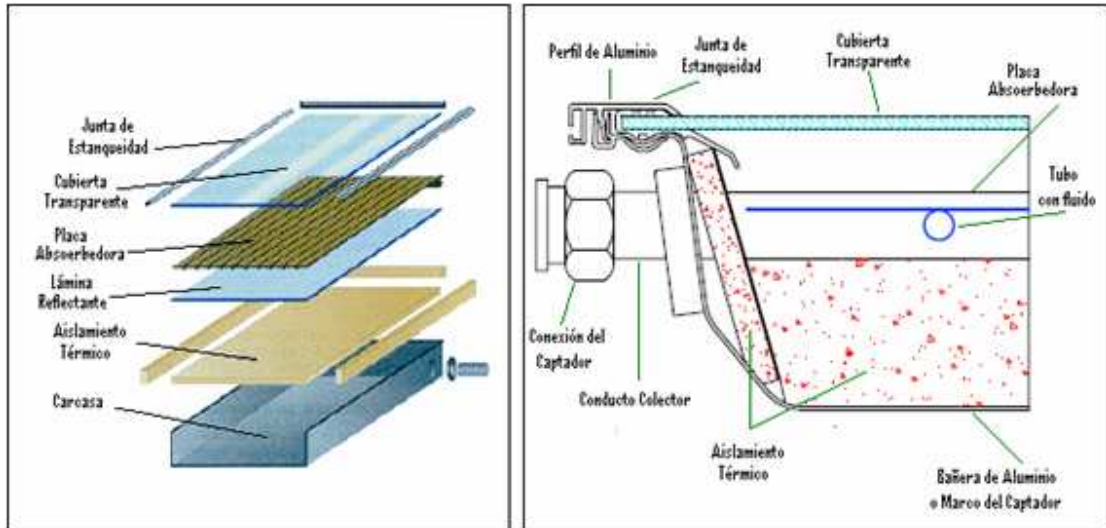 Junta de
Estanqueidad
Cubierta
Transparente
Placa
Absorbedora
Lámina
Reflectante
Aislamiento
Térmico
Carcasa
Perfil de Aluminio
Junta de
Estanqueidad
Cubierta
Transparente
Placa
Absoerbedora
Tubo
con fluido
Conexión del
Captador
Conducto Colector
Aislamiento
Térmico
Bañera de Aluminio
o Marco del Captador